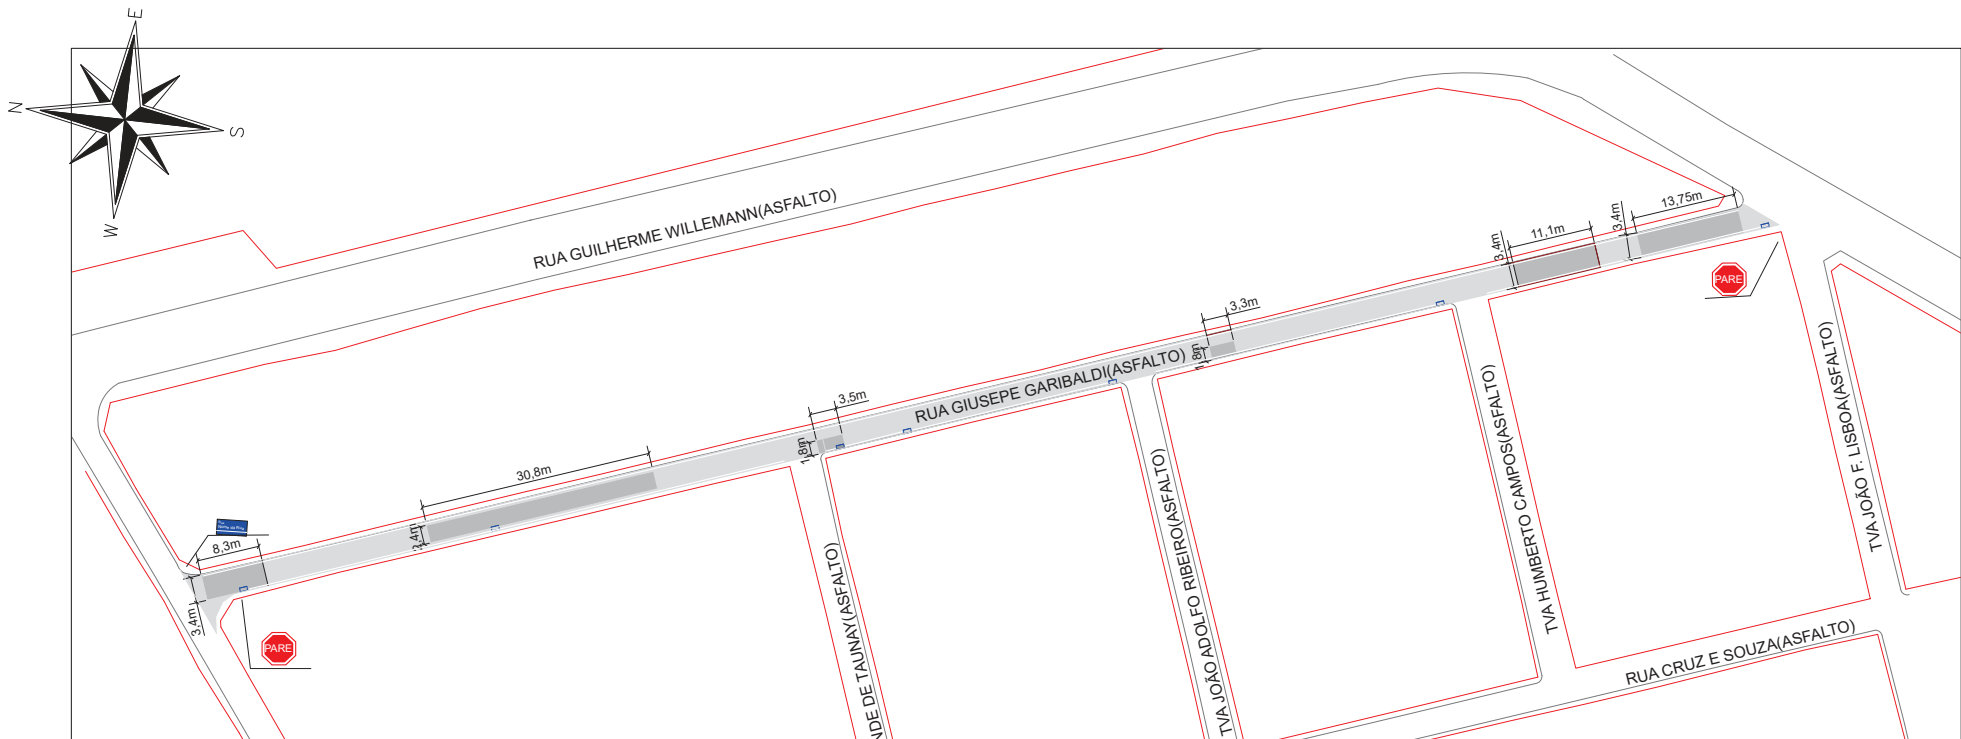 E
N
S
W
RUA GUILHERME WILLEMANN(ASFALTO)
13,75m
3,4m
11,1m
3,4m
PARE
3,3m
1,8m
RUA GIUSEPE GARIBALDI(ASFALTO)
3,5m
1,8m
30,8m
3,4m
8,3m
3,4m
PARE
NDE DE TAUNAY(ASFALTO)
TVA JOÃO ADOLFO RIBEIRO(ASFALTO)
TVA HUMBERTO CAMPOS(ASFALTO)
TVA JOÃO F. LISBOA(ASFALTO)
RUA CRUZ E SOUZA(ASFALTO)